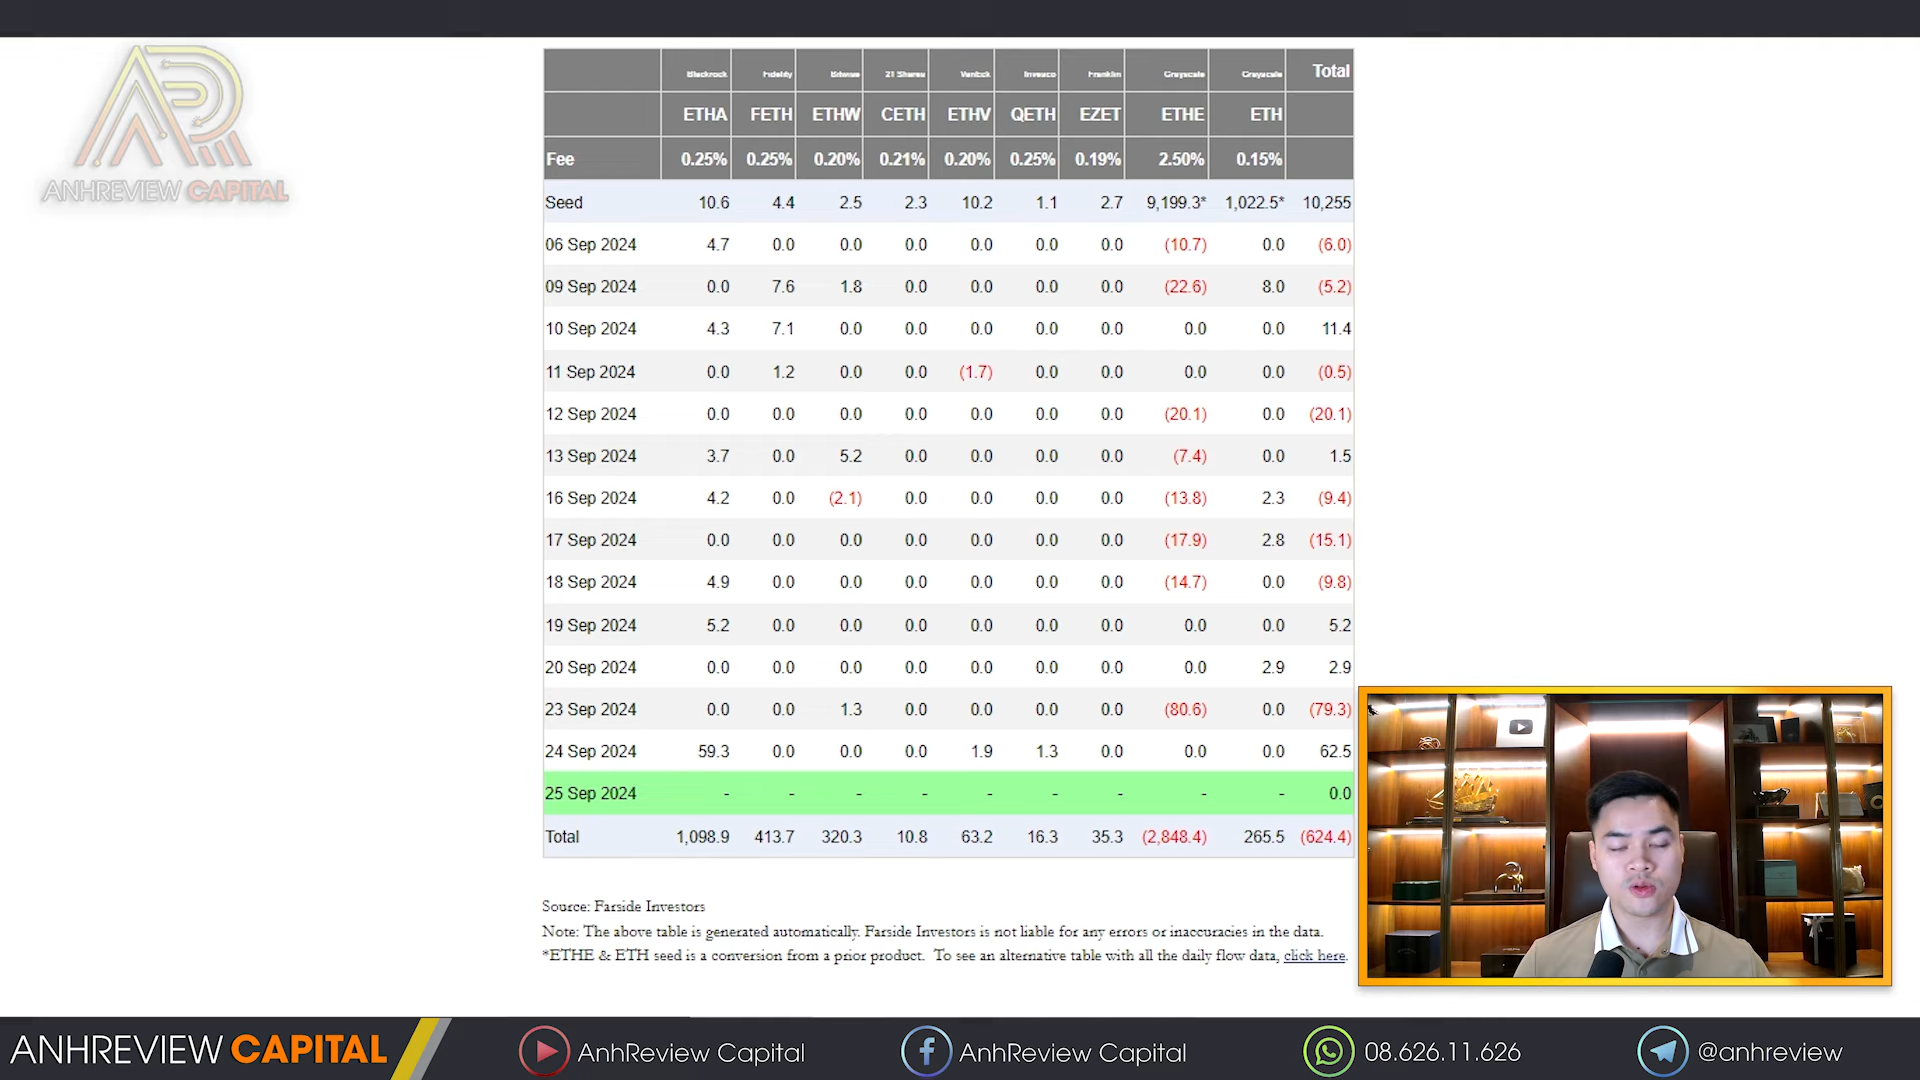 ANHREVIEW CAPITAL
Blackrock Fidelity Bitwise 21 Shares VanEck Invesco Franklin Grayscale Grayscale Total
ETHA FETH ETHW CETH ETHV QETH EZET ETHE ETH
Fee 0.25% 0.25% 0.20% 0.21% 0.20% 0.25% 0.19% 2.50% 0.15%
Seed 10.6 4.4 2.5 2.3 10.2 1.1 2.7 9,199.3* 1,022.5* 10,255
06 Sep 2024 4.7 0.0 0.0 0.0 0.0 0.0 0.0 (10.7) 0.0 (6.0)
09 Sep 2024 0.0 7.6 1.8 0.0 0.0 0.0 0.0 (22.6) 8.0 (5.2)
10 Sep 2024 4.3 7.1 0.0 0.0 0.0 0.0 0.0 0.0 0.0 11.4
11 Sep 2024 0.0 1.2 0.0 0.0 (1.7) 0.0 0.0 0.0 0.0 (0.5)
12 Sep 2024 0.0 0.0 0.0 0.0 0.0 0.0 0.0 (20.1) 0.0 (20.1)
13 Sep 2024 3.7 0.0 5.2 0.0 0.0 0.0 0.0 (7.4) 0.0 1.5
16 Sep 2024 4.2 0.0 (2.1) 0.0 0.0 0.0 0.0 (13.8) 2.3 (9.4)
17 Sep 2024 0.0 0.0 0.0 0.0 0.0 0.0 0.0 (17.9) 2.8 (15.1)
18 Sep 2024 4.9 0.0 0.0 0.0 0.0 0.0 0.0 (14.7) 0.0 (9.8)
19 Sep 2024 5.2 0.0 0.0 0.0 0.0 0.0 0.0 0.0 0.0 5.2
20 Sep 2024 0.0 0.0 0.0 0.0 0.0 0.0 0.0 0.0 2.9 2.9
23 Sep 2024 0.0 0.0 1.3 0.0 0.0 0.0 0.0 (80.6) 0.0 (79.3)
24 Sep 2024 59.3 0.0 0.0 0.0 1.9 1.3 0.0 0.0 0.0 62.5
25 Sep 2024 - - - - - - - - - 0.0
Total 1,098.9 413.7 320.3 10.8 63.2 16.3 35.3 (2,848.4) 265.5 (624.4)
Source: Farside Investors
Note: The above table is generated automatically. Farside Investors is not liable for any errors or inaccuracies in the data.
*ETHE & ETH seed is a conversion from a prior product. To see an alternative table with all the daily flow data, click here.
ANHREVIEW CAPITAL AnhReview Capital AnhReview Capital 08.626.11.626 @anhreview